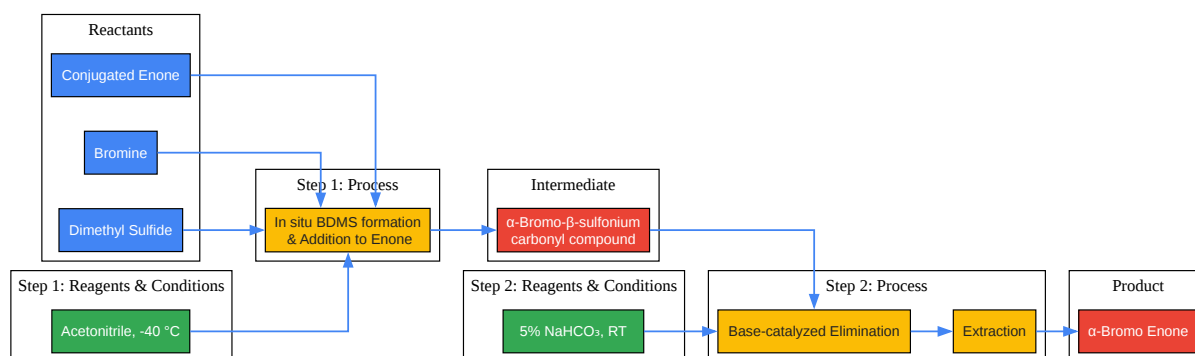 Reactants
Conjugated Enone
Bromine
Dimethyl Sulfide
Step 1: Process
In situ BDMS formation
& Addition to Enone
Intermediate
α-Bromo-β-sulfonium
carbonyl compound
Step 1: Reagents & Conditions
Acetonitrile, -40 °C
Step 2: Reagents & Conditions
5% NaHCO₃, RT
Step 2: Process
Base-catalyzed Elimination
Extraction
Product
α-Bromo Enone